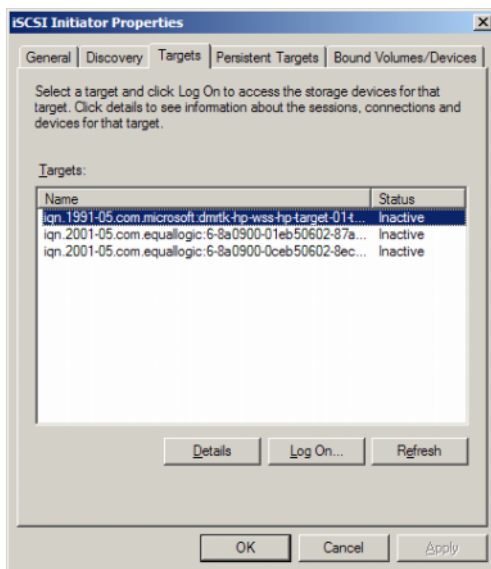 iSCSI Initiator Properties
General Discovery Targets Persistent Targets Bound Volumes/Devices
Select a target and click Log On to access the storage devices for that
target. Click details to see information about the sessions, connections and
devices for that target.
Targets:
Name Status
iqn.1991-05.com.microsoft:dmrtk-hp-wss-hp-target-01-t... Inactive
iqn.2001-05.com.equallogic:6-8a0900-01eb50602-87a... Inactive
iqn.2001-05.com.equallogic:6-8a0900-0ceb50602-8ec... Inactive
Details Log On... Refresh
OK Cancel Apply